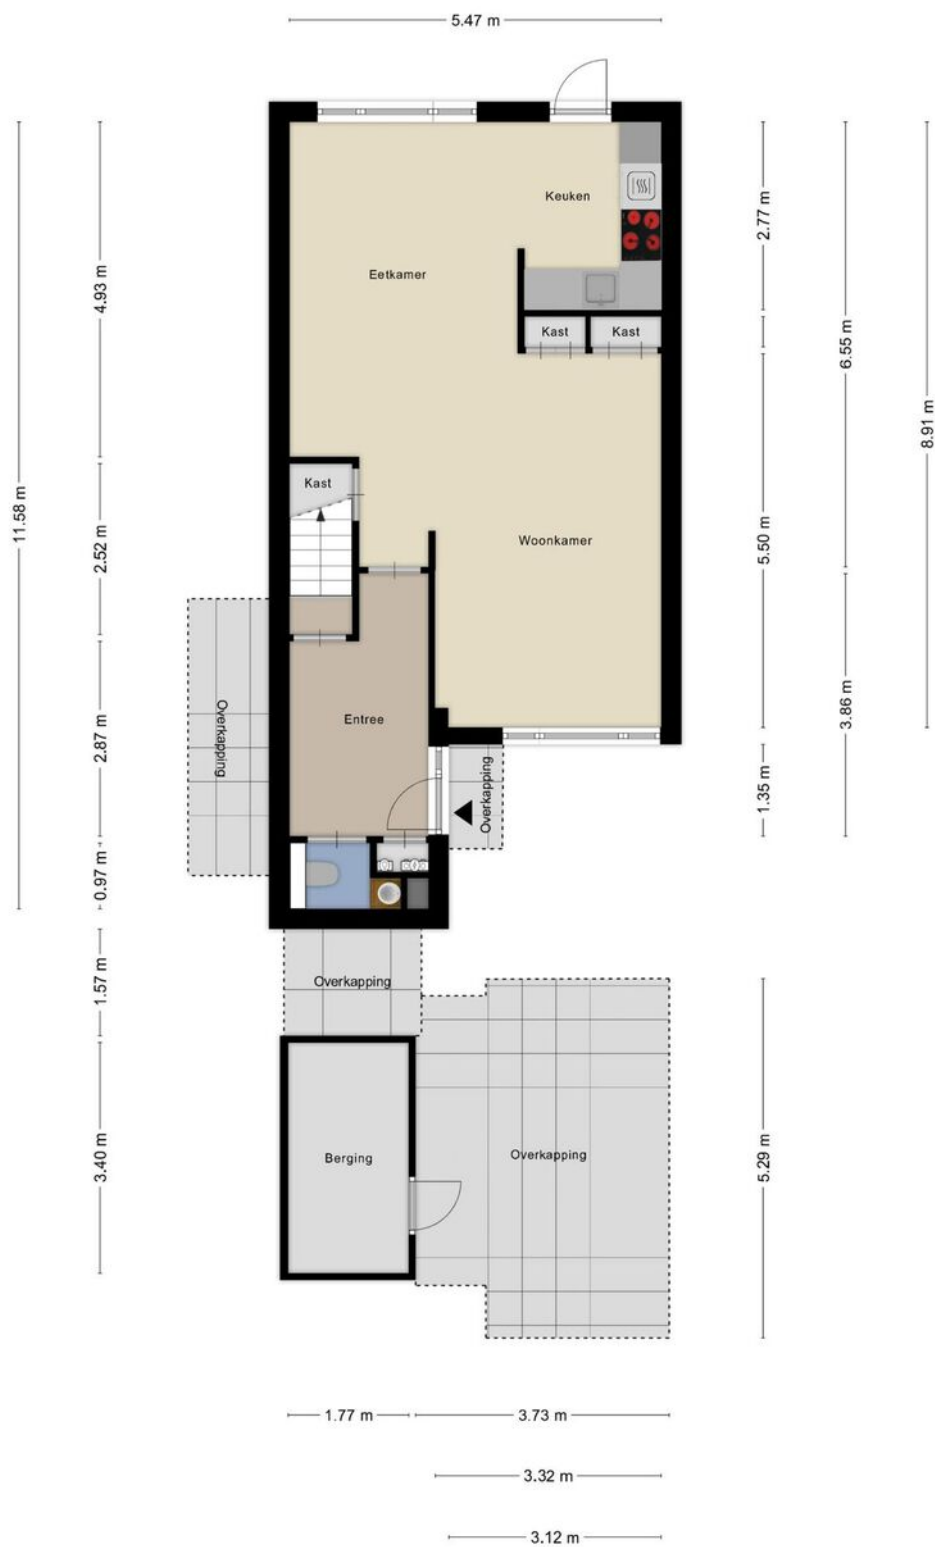 5.47 m
Keuken
2.77 m
Eetkamer
4.93 m
Kast
Kast
6.55 m
8.91 m
Kast
11.58 m
2.52 m
5.50 m
Woonkamer
Entree
3.86 m
Overkapping
2.87 m
Overkapping
1.35 m
0.97 m
Overkapping
1.57 m
Berging
Overkapping
3.40 m
5.29 m
1.77 m
3.73 m
3.32 m
3.12 m